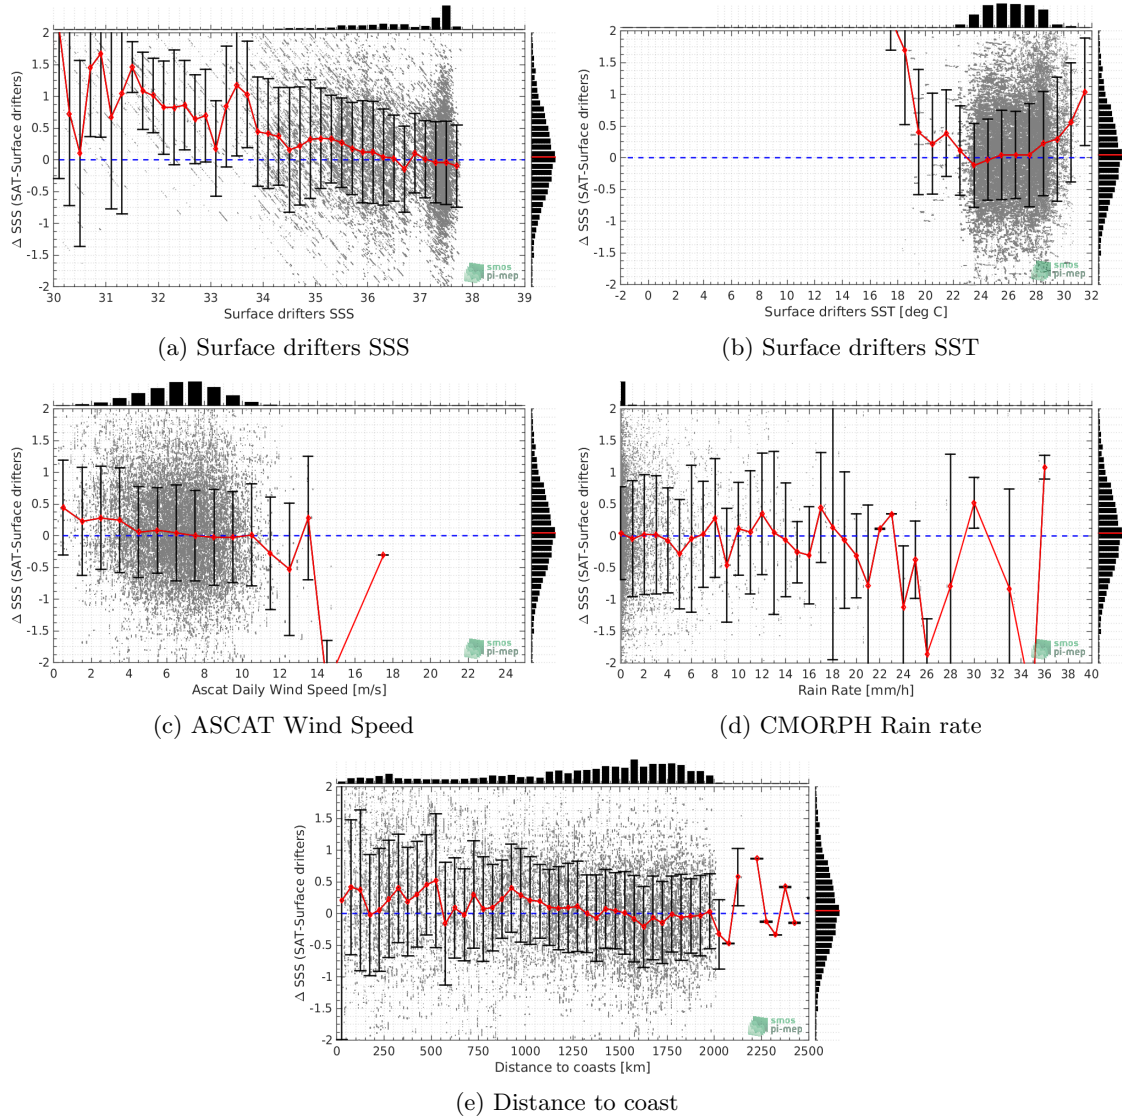 2
1.5
1
0.5
0
-0.5
-1
-1.5
-2
Δ SSS (SAT-Surface drifters)
30 31 32 33 34 35 36 37 38 39
Surface drifters SSS
smos
pi-mep
(a) Surface drifters SSS
2
1.5
1
0.5
0
-0.5
-1
-1.5
-2
Δ SSS (SAT-Surface drifters)
-2 0 2 4 6 8 10 12 14 16 18 20 22 24 26 28 30 32
Surface drifters SST [deg C]
smos
pi-mep
(b) Surface drifters SST
2
1.5
1
0.5
0
-0.5
-1
-1.5
-2
Δ SSS (SAT-Surface drifters)
0 2 4 6 8 10 12 14 16 18 20 22 24
Ascat Daily Wind Speed [m/s]
smos
pi-mep
(c) ASCAT Wind Speed
2
1.5
1
0.5
0
-0.5
-1
-1.5
-2
Δ SSS (SAT-Surface drifters)
0 2 4 6 8 10 12 14 16 18 20 22 24 26 28 30 32 34 36 38 40
Rain Rate [mm/h]
smos
pi-mep
(d) CMORPH Rain rate
2
1.5
1
0.5
0
-0.5
-1
-1.5
-2
Δ SSS (SAT-Surface drifters)
0 250 500 750 1000 1250 1500 1750 2000 2250 2500
Distance to coasts [km]
smos
pi-mep
(e) Distance to coast